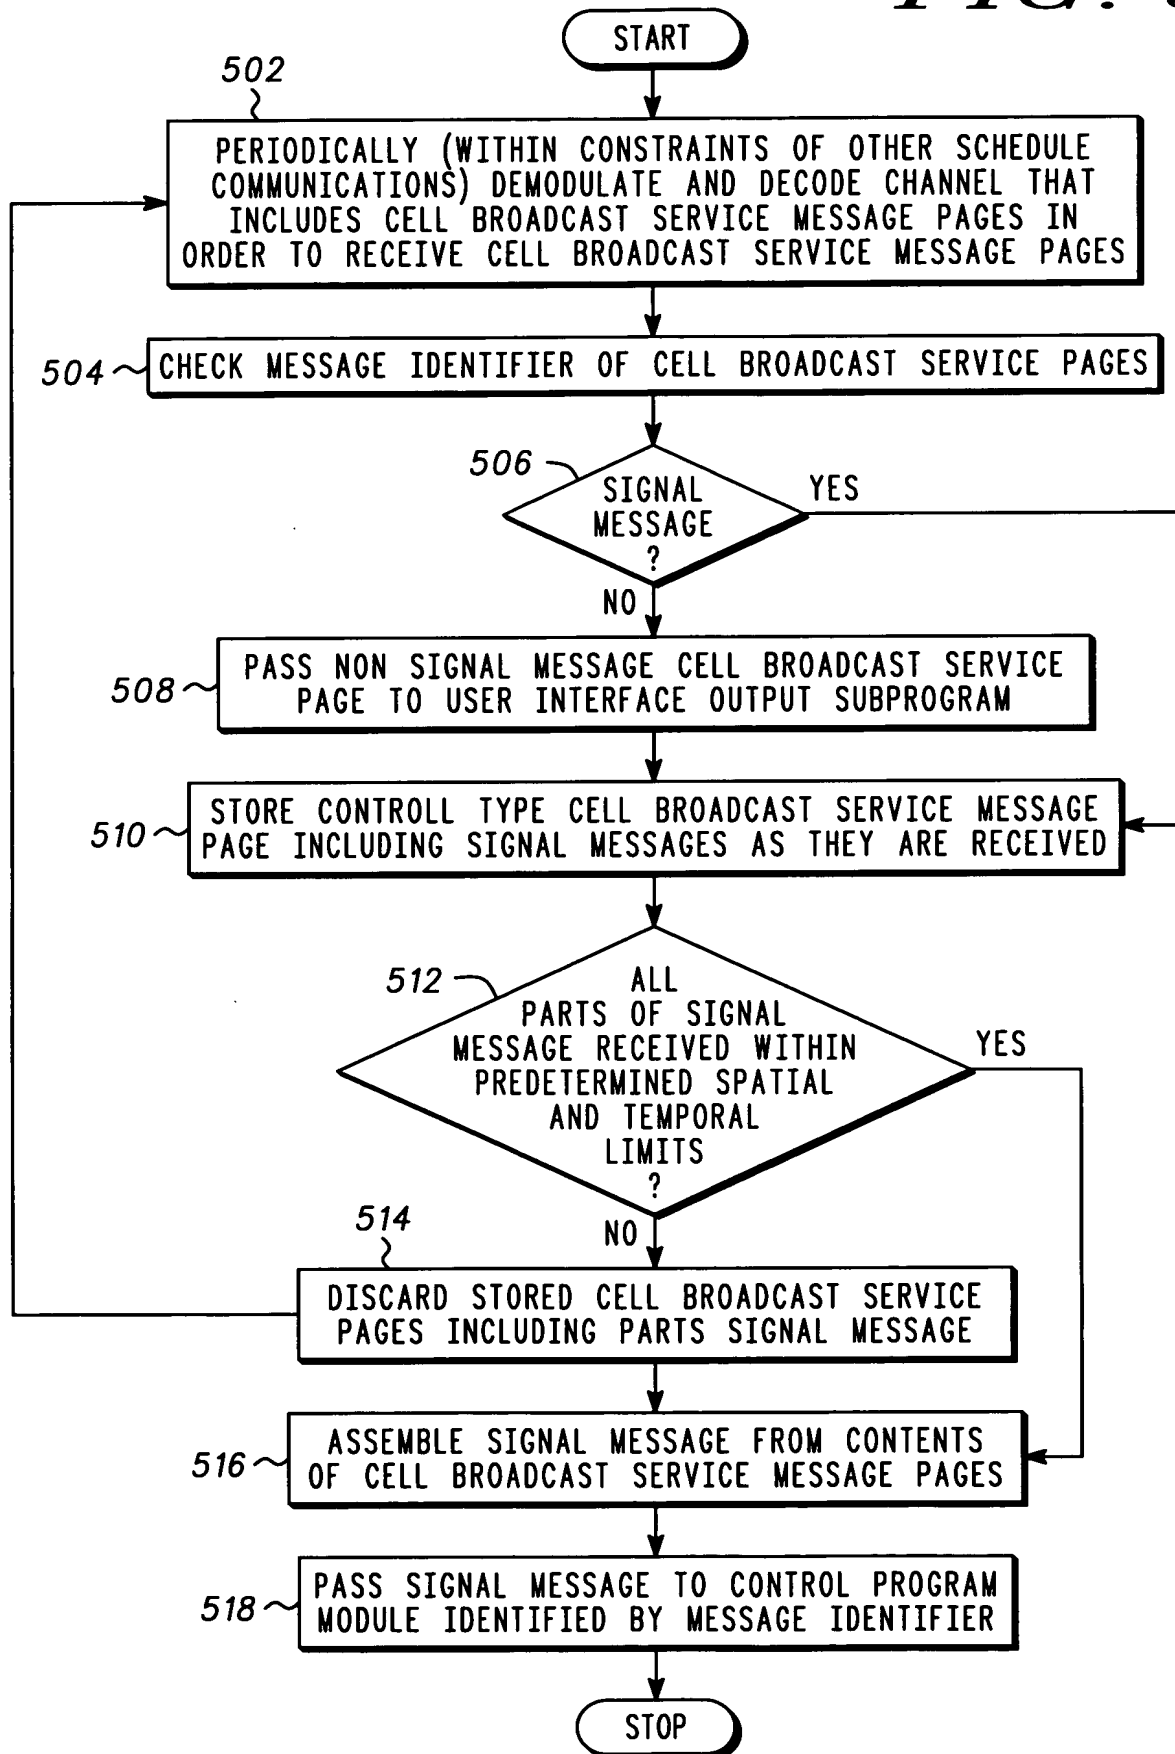 FIG.
START
502
PERIODICALLY (WITHIN CONSTRAINTS OF OTHER SCHEDULE
COMMUNICATIONS) DEMODULATE AND DECODE CHANNEL THAT
INCLUDES CELL BROADCAST SERVICE MESSAGE PAGES IN
ORDER TO RECEIVE CELL BROADCAST SERVICE MESSAGE PAGES
504
CHECK MESSAGE IDENTIFIER OF CELL BROADCAST SERVICE PAGES
506
SIGNAL
MESSAGE
?
YES
NO
508
PASS NON SIGNAL MESSAGE CELL BROADCAST SERVICE
PAGE TO USER INTERFACE OUTPUT SUBPROGRAM
510
STORE CONTROLL TYPE CELL BROADCAST SERVICE MESSAGE
PAGE INCLUDING SIGNAL MESSAGES AS THEY ARE RECEIVED
512
ALL
PARTS OF SIGNAL
MESSAGE RECEIVED WITHIN
PREDETERMINED SPATIAL
AND TEMPORAL
LIMITS
?
YES
NO
514
DISCARD STORED CELL BROADCAST SERVICE
PAGES INCLUDING PARTS SIGNAL MESSAGE
516
ASSEMBLE SIGNAL MESSAGE FROM CONTENTS
OF CELL BROADCAST SERVICE MESSAGE PAGES
518
PASS SIGNAL MESSAGE TO CONTROL PROGRAM
MODULE IDENTIFIED BY MESSAGE IDENTIFIER
STOP